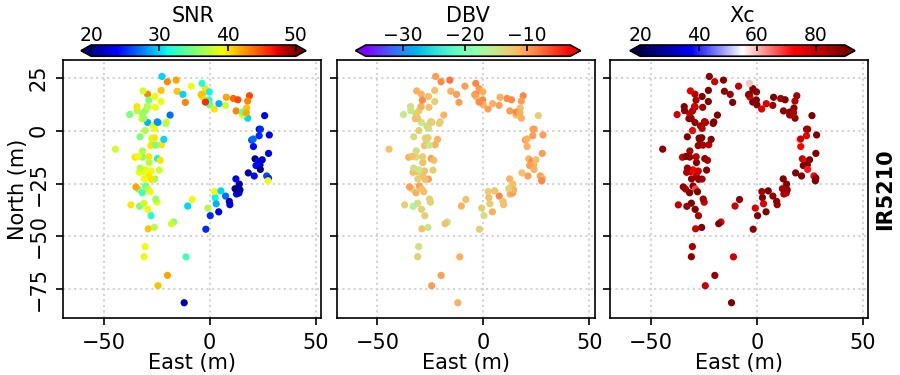 SNR DBV Xc
20 30 40 50 −30 −20 −10 20 40 60 80
25
0
−25
−50
−75
North (m)
−50 0 50 −50 0 50 −50 0 50
East (m) East (m) East (m)
IR5210